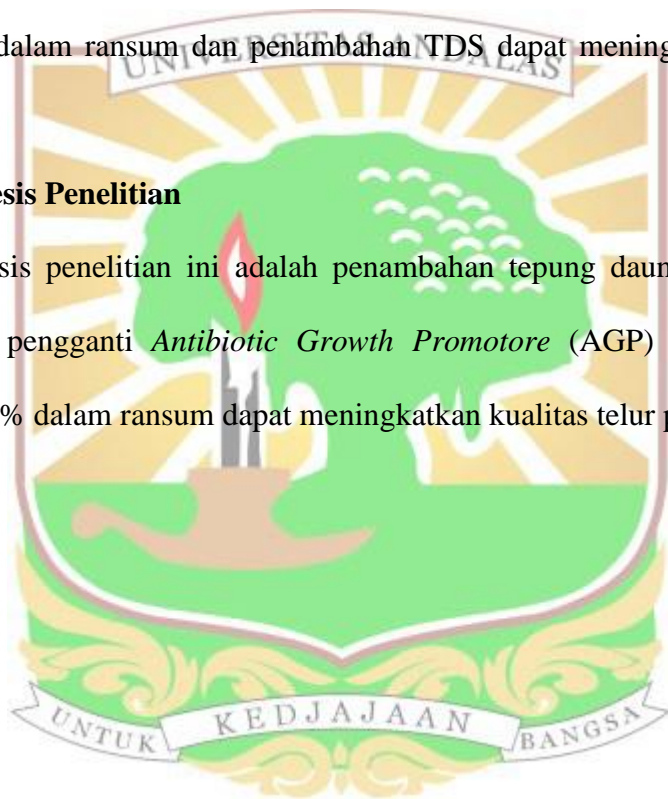 dalam ransum dan penambahan TDS dapat mening
UNIVERSITAS ANDALAS
esis Penelitian
sis penelitian ini adalah penambahan tepung daun
pengganti Antibiotic Growth Promotore (AGP)
% dalam ransum dapat meningkatkan kualitas telur p
UNTUK KEDJAJAAN BANGSA